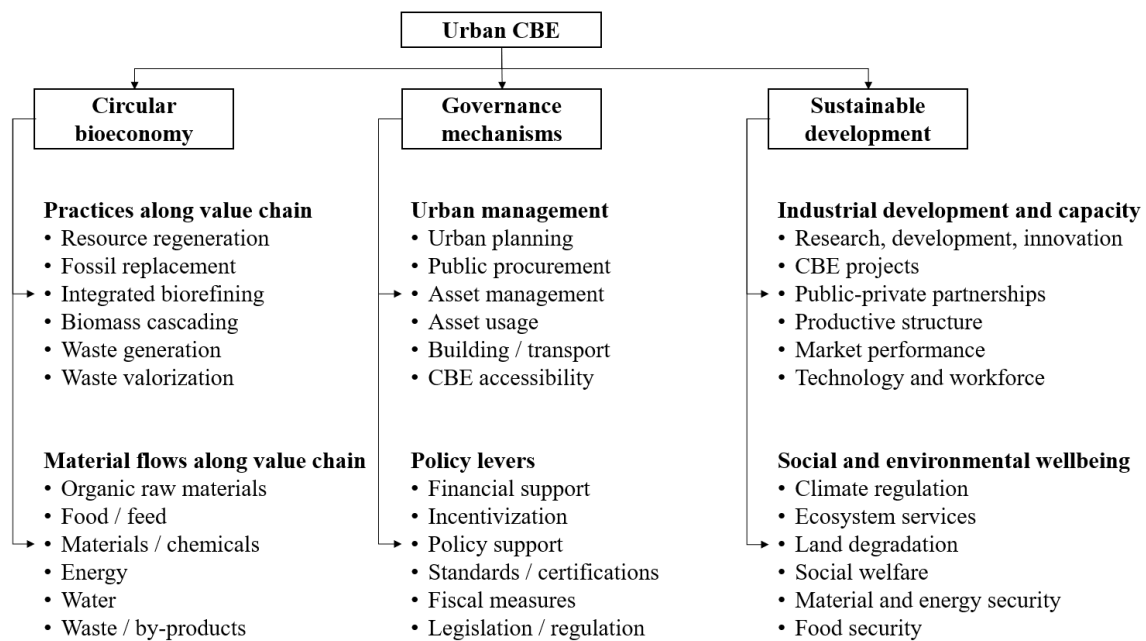 Urban CBE
Circular
bioeconomy
Governance
mechanisms
Sustainable
development
Practices along value chain
• Resource regeneration
• Fossil replacement
• Integrated biorefining
• Biomass cascading
• Waste generation
• Waste valorization
Urban management
• Urban planning
• Public procurement
• Asset management
• Asset usage
• Building / transport
• CBE accessibility
Industrial development and capacity
• Research, development, innovation
• CBE projects
• Public-private partnerships
• Productive structure
• Market performance
• Technology and workforce
Material flows along value chain
• Organic raw materials
• Food / feed
• Materials / chemicals
• Energy
• Water
• Waste / by-products
Policy levers
• Financial support
• Incentivization
• Policy support
• Standards / certifications
• Fiscal measures
• Legislation / regulation
Social and environmental wellbeing
• Climate regulation
• Ecosystem services
• Land degradation
• Social welfare
• Material and energy security
• Food security